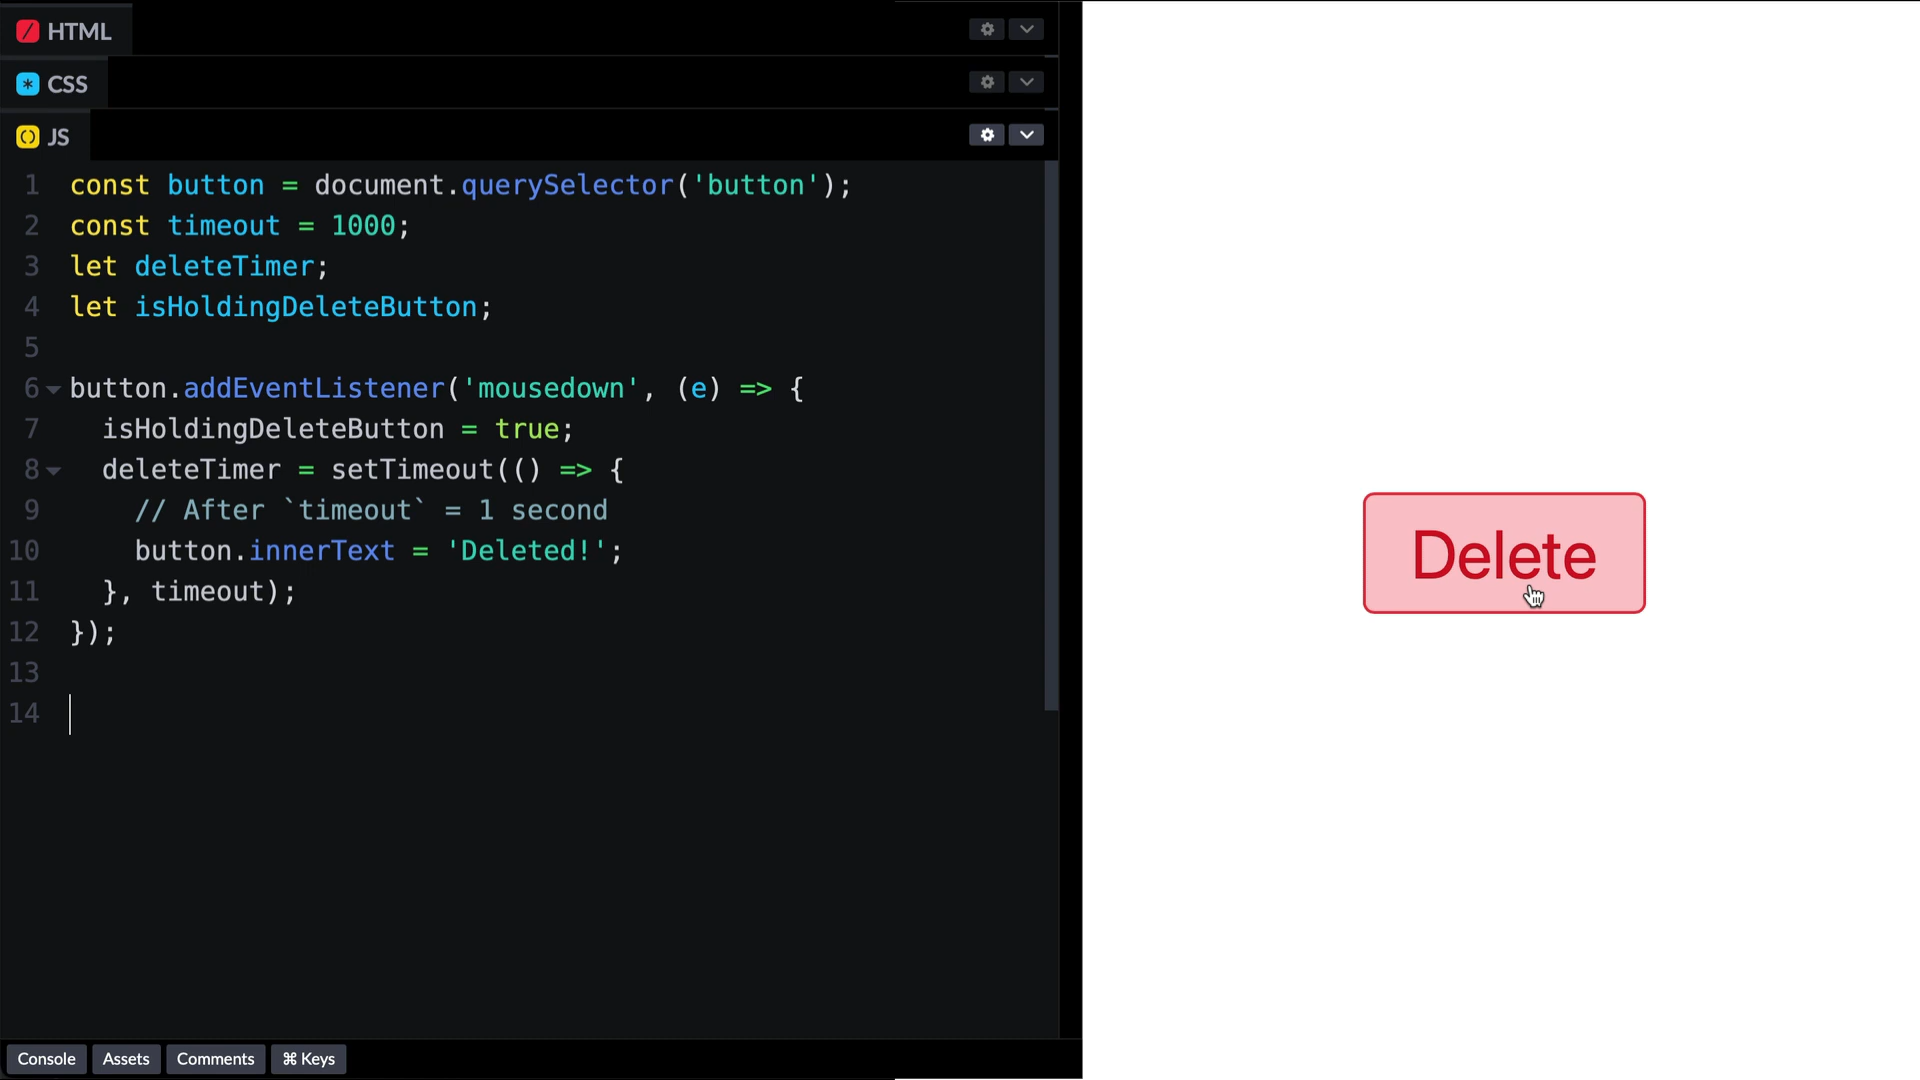 HTML
CSS
JS
1 const button = document.querySelector('button');
2 const timeout = 1000;
3 let deleteTimer;
4 let isHoldingDeleteButton;
5
6 button.addEventListener('mousedown', (e) => {
7 isHoldingDeleteButton = true;
8 deleteTimer = setTimeout(() => {
9 // After `timeout` = 1 second
10 button.innerText = 'Deleted!';
11 }, timeout);
12 });
13
14
Delete
Console Assets Comments ⌘ Keys